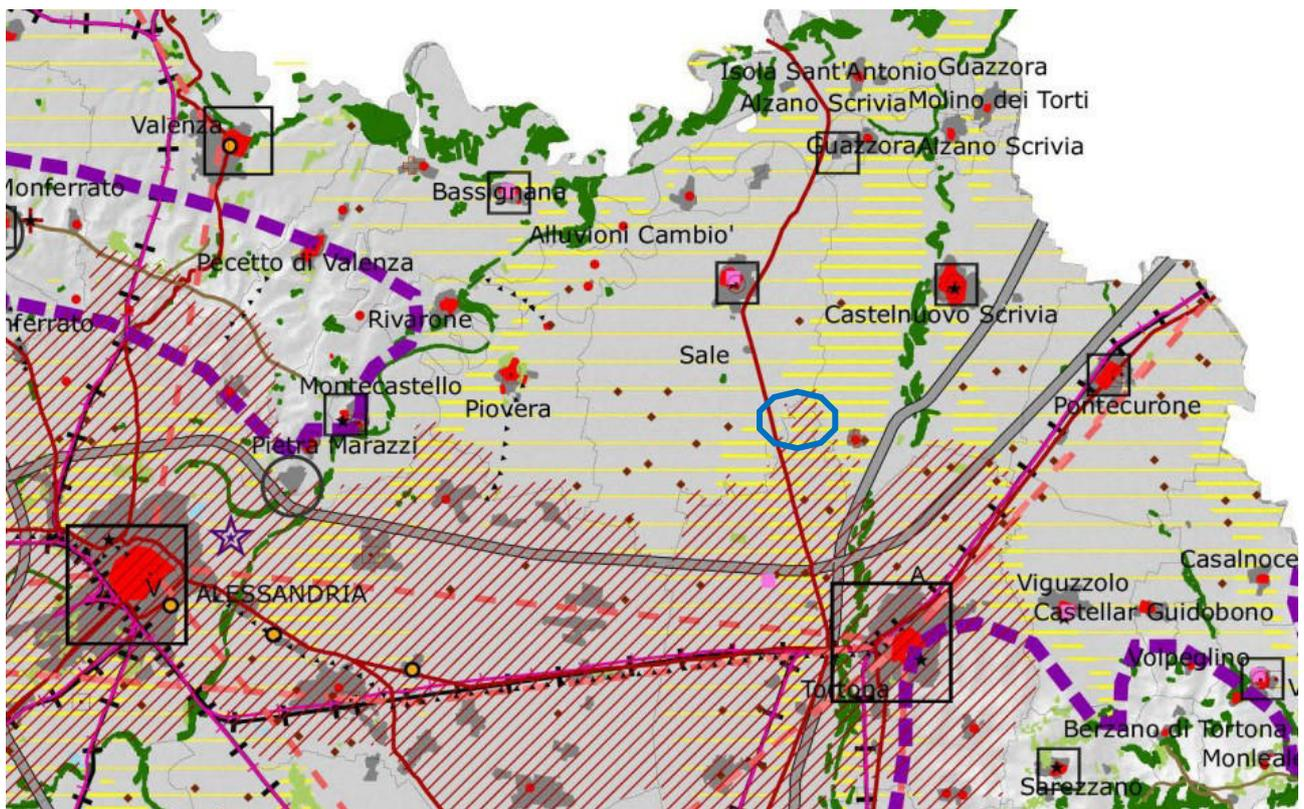 Isola Sant'Antonio
Guazzora
Alzano Scrivia
Molino dei Torti
Valenza
Guazzora
Alzano Scrivia
Monferrato
Bassignana
Alluvioni Cambio'
Pecetto di Valenza
Castelnuovo Scrivia
nferrato
Rivarone
Sale
Montecastello
Piovera
Pontecurone
Pietra Marazzi
Casalnoce
A
Viguzzolo
V
ALESSANDRIA
Castellar Guidobono
Volpeglino
Tortona
V
Berzano di Tortona
Monleale
Sarezzano